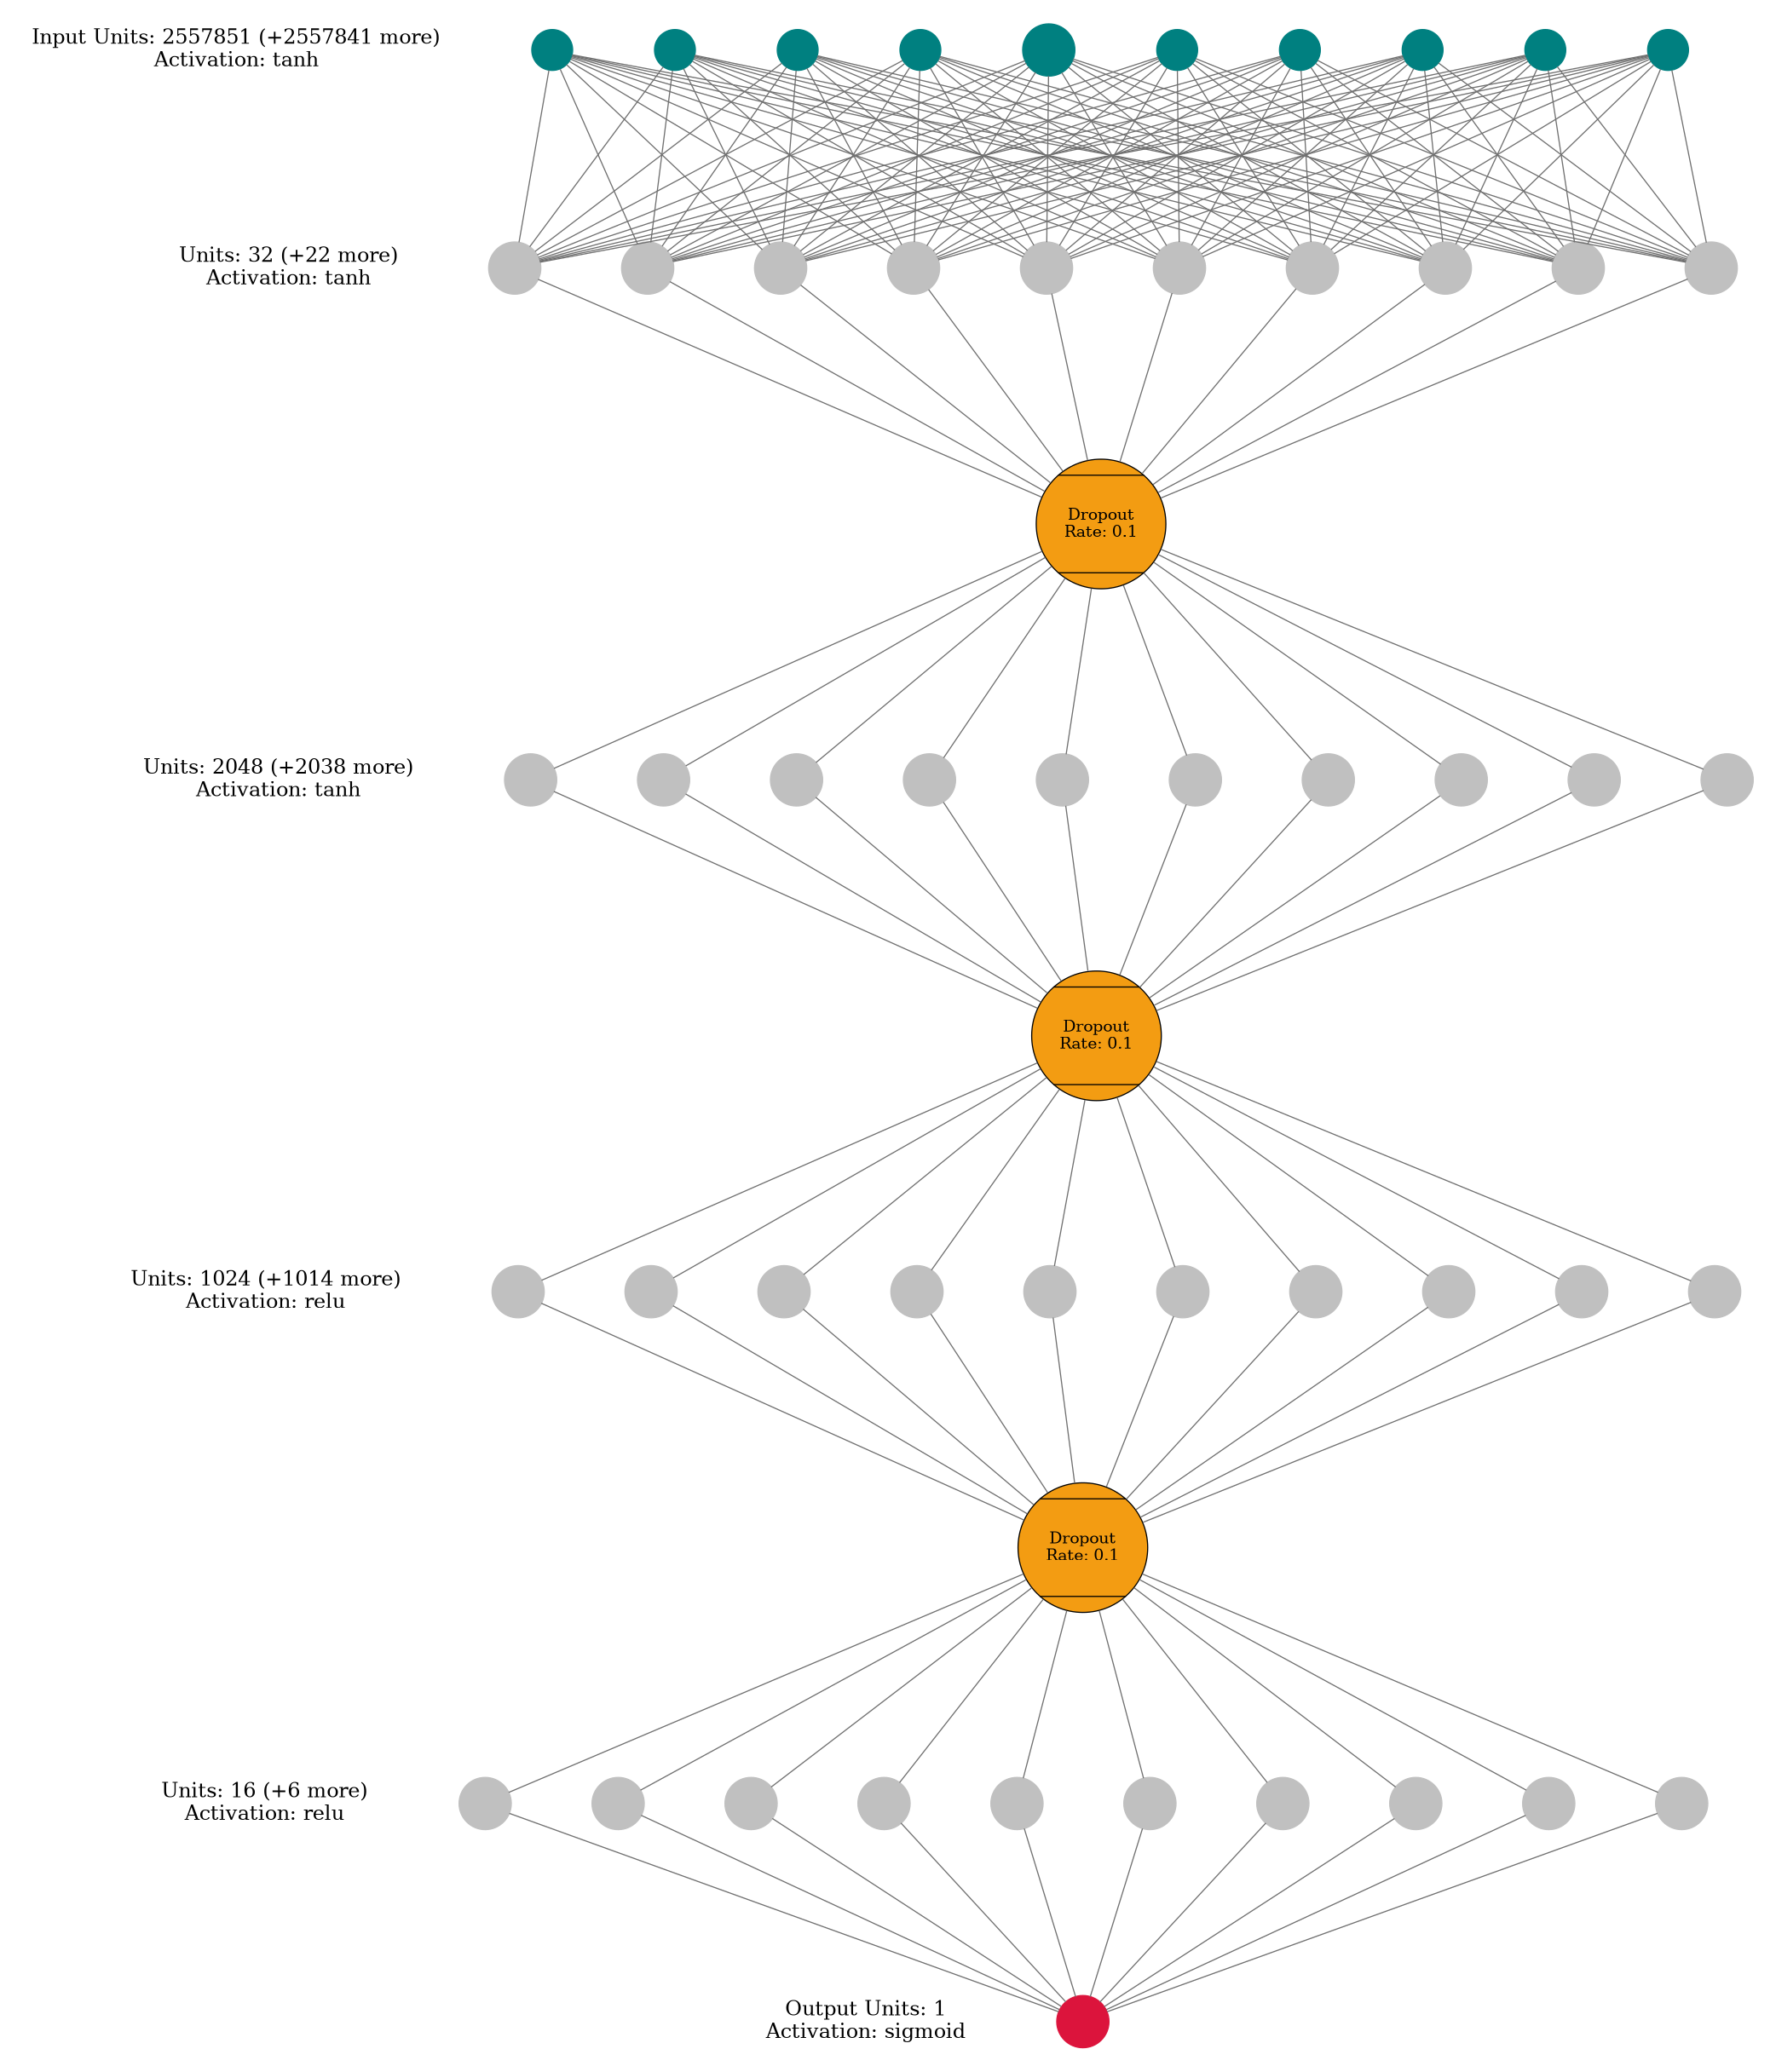 Input Units: 2557851 (+2557841 more)
Activation: tanh
Units: 32 (+22 more)
Activation: tanh
Dropout
Rate: 0.1
Units: 2048 (+2038 more)
Activation: tanh
Dropout
Rate: 0.1
Units: 1024 (+1014 more)
Activation: relu
Dropout
Rate: 0.1
Units: 16 (+6 more)
Activation: relu
Output Units: 1
Activation: sigmoid